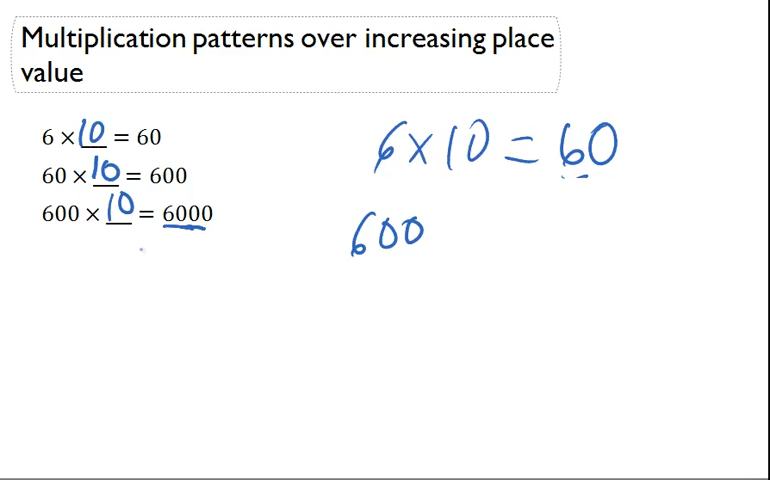 Multiplication patterns over increasing place
value
6 × 10 = 60
60 × 10 = 600
600 × 10 = 6000
6 × 10 = 60
600